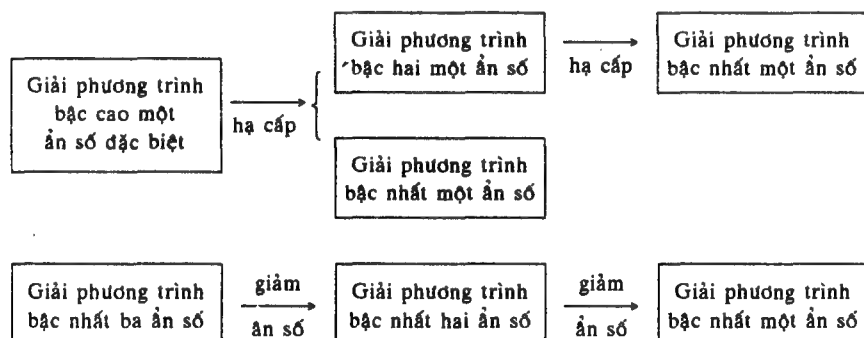 Giải phương trình
bậc cao một
ẩn số đặc biệt
hạ cấp
Giải phương trình
bậc hai một ẩn số
hạ cấp
Giải phương trình
bậc nhất một ẩn số
Giải phương trình
bậc nhất một ẩn số
Giải phương trình
bậc nhất ba ẩn số
giảm
ân số
Giải phương trình
bậc nhất hai ẩn số
giảm
ẩn số
Giải phương trình
bậc nhất một ẩn số